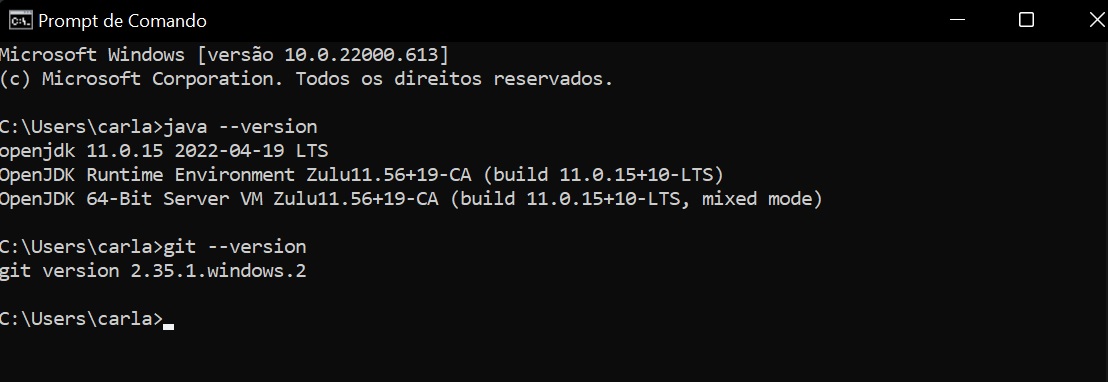 Prompt de Comando
Microsoft Windows [versão 10.0.22000.613]
(c) Microsoft Corporation. Todos os direitos reservados.
C:\Users\carla>java --version
openjdk 11.0.15 2022-04-19 LTS
OpenJDK Runtime Environment Zulu11.56+19-CA (build 11.0.15+10-LTS)
OpenJDK 64-Bit Server VM Zulu11.56+19-CA (build 11.0.15+10-LTS, mixed mode)
C:\Users\carla>git --version
git version 2.35.1.windows.2
C:\Users\carla>